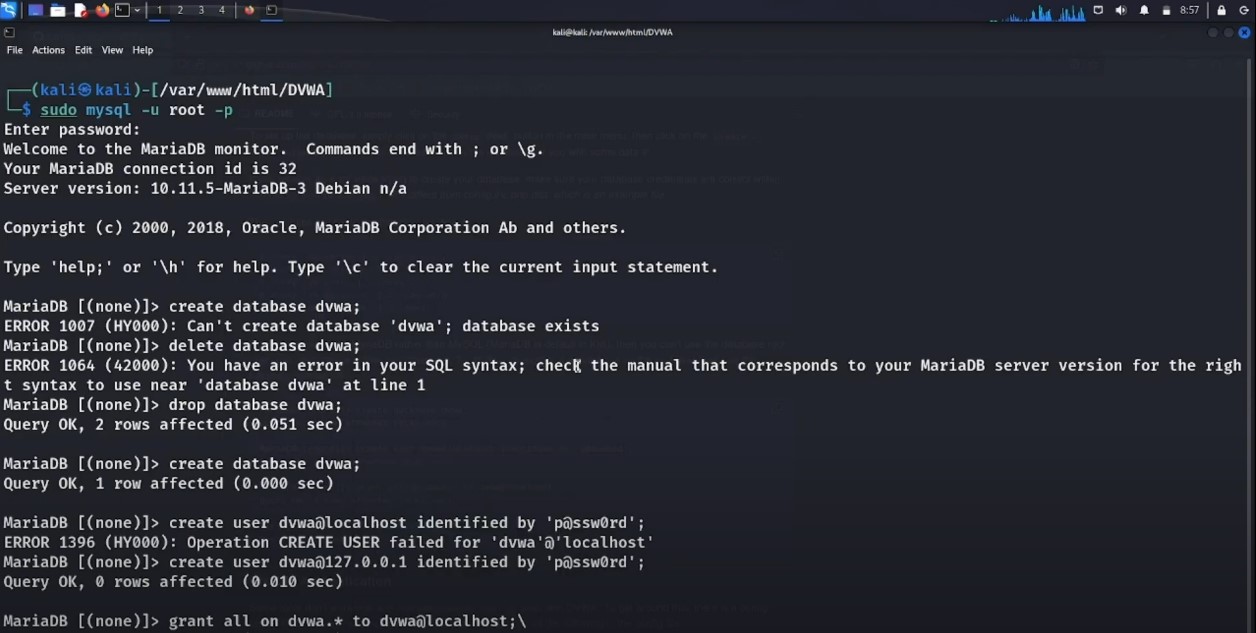 1 2 3 4
8:57
kali@kali: /var/www/html/DVWA
File Actions Edit View Help
(kali㉿kali)-[/var/www/html/DVWA]
$ sudo mysql -u root -p
Enter password:
Welcome to the MariaDB monitor.  Commands end with ; or \g.
Your MariaDB connection id is 32
Server version: 10.11.5-MariaDB-3 Debian n/a
Copyright (c) 2000, 2018, Oracle, MariaDB Corporation Ab and others.
Type 'help;' or '\h' for help. Type '\c' to clear the current input statement.
MariaDB [(none)]> create database dvwa;
ERROR 1007 (HY000): Can't create database 'dvwa'; database exists
MariaDB [(none)]> delete database dvwa;
ERROR 1064 (42000): You have an error in your SQL syntax; check the manual that corresponds to your MariaDB server version for the righ
t syntax to use near 'database dvwa' at line 1
MariaDB [(none)]> drop database dvwa;
Query OK, 2 rows affected (0.051 sec)
MariaDB [(none)]> create database dvwa;
Query OK, 1 row affected (0.000 sec)
MariaDB [(none)]> create user dvwa@localhost identified by 'p@ssw0rd';
ERROR 1396 (HY000): Operation CREATE USER failed for 'dvwa'@'localhost'
MariaDB [(none)]> create user dvwa@127.0.0.1 identified by 'p@ssw0rd';
Query OK, 0 rows affected (0.010 sec)
MariaDB [(none)]> grant all on dvwa.* to dvwa@localhost;\